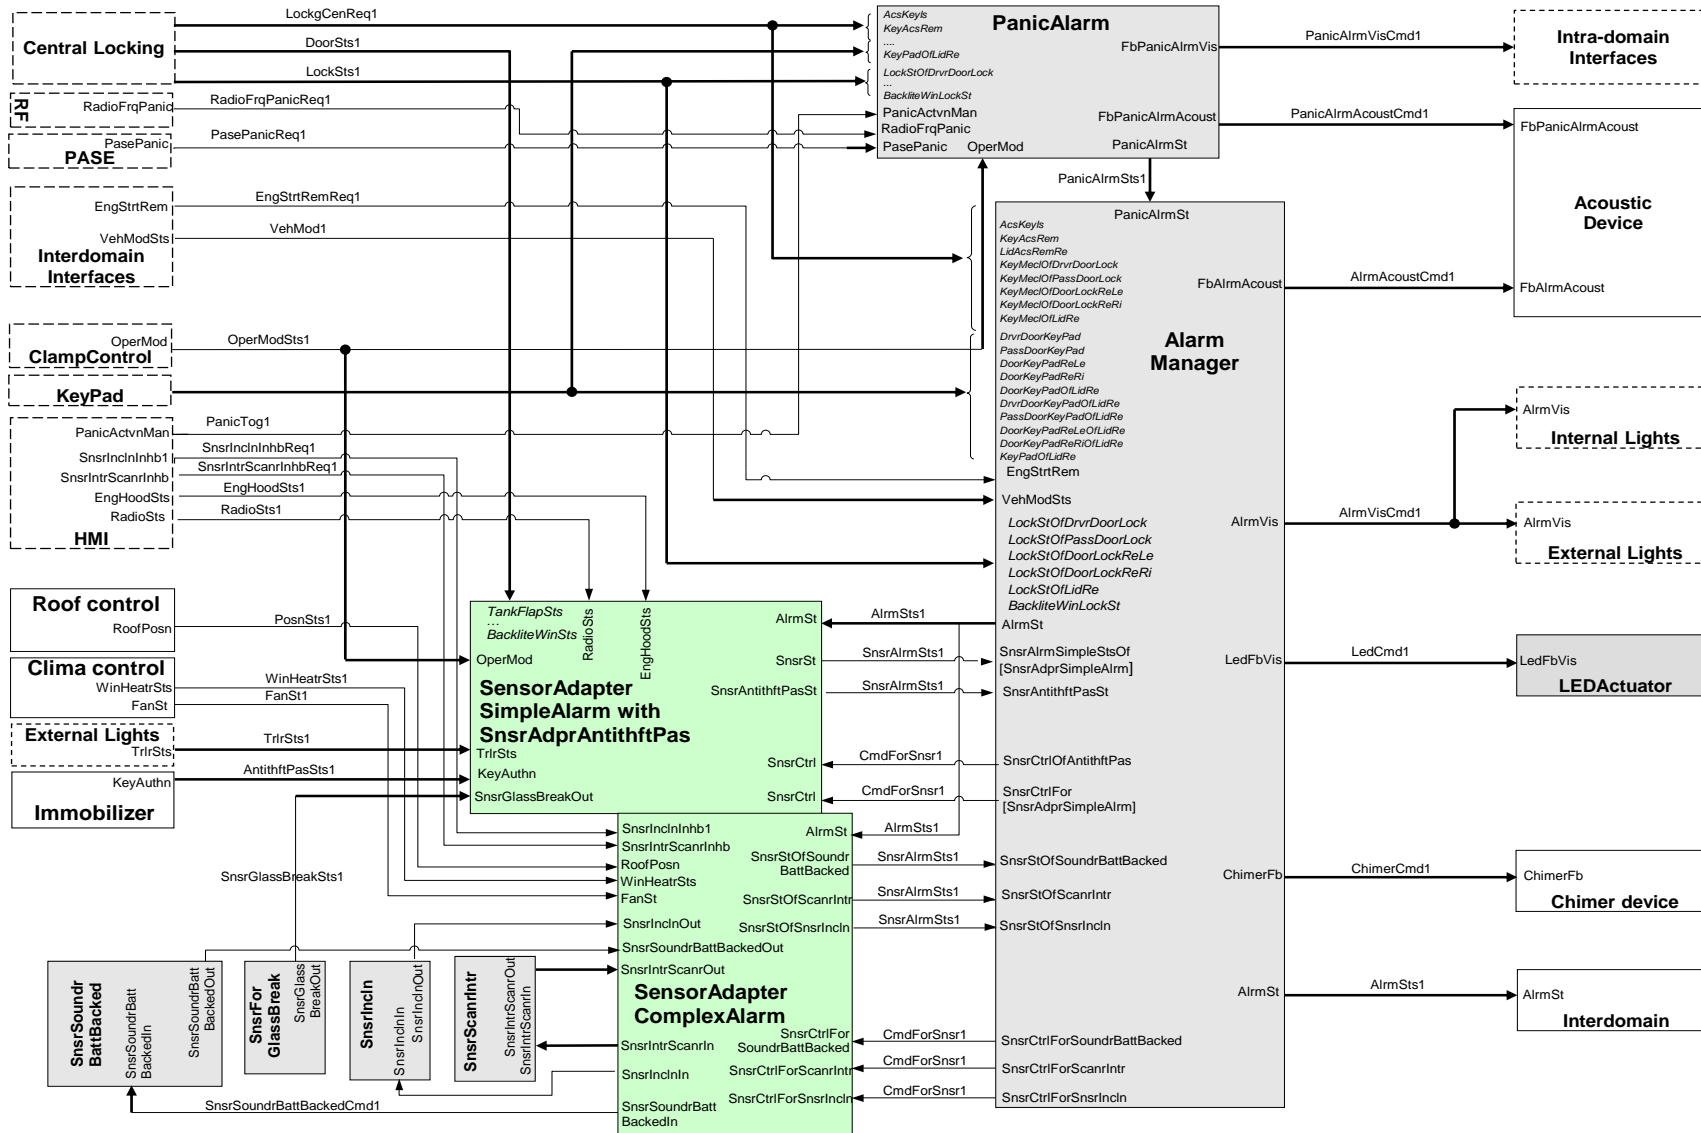 Central Locking
LockgCenReq1
DoorSts1
LockSts1
RF
RadioFrqPanic
RadioFrqPanicReq1
PasePanic
PASE
PasePanicReq1
EngStrtRem
EngStrtRemReq1
VehModSts
VehMod1
Interdomain
Interfaces
OperMod
ClampControl
OperModSts1
KeyPad
PanicActvnMan
PanicTog1
SnsrInclnInhb1
SnsrInclnInhbReq1
SnsrIntrScanrInhb
SnsrIntrScanrInhbReq1
EngHoodSts
EngHoodSts1
RadioSts
RadioSts1
HMI
Roof control
RoofPosn
PosnSts1
Clima control
WinHeatrSts
WinHeatrSts1
FanSt
FanSts1
External Lights
TrlrSts
TrlrSts1
KeyAuthn
AntithftPasSts1
Immobilizer
SnsrGlassBreakSts1
SnsrSoundr
BattBacked
SnsrSoundrBatt
BackedIn
SnsrSoundrBatt
BackedOut
SnsrFor
GlassBreak
SnsrGlass
BreakOut
SnsrIncln
SnsrInclnIn
SnsrInclnOut
SnsrScanrIntr
SnsrIntrScanrOut
SnsrIntrScanrIn
SnsrSoundrBattBackedCmd1
AcsKeyIs
KeyAcsRem
....
KeyPadOfLidRe
LockStOfDrvrDoorLock
...
BackliteWinLockSt
PanicActvnMan
RadioFrqPanic
PasePanic
OperMod
PanicAlarm
FbPanicAlrmVis
FbPanicAlrmAcoust
PanicAlrmSt
PanicAlrmSts1
PanicAlrmVisCmd1
PanicAlrmAcoustCmd1
TankFlapSts
...
BackliteWinSts
RadioSts
EngHoodSts
OperMod
SensorAdapter
SimpleAlarm with
SnsrAdprAntithftPas
TrlrSts
KeyAuthn
SnsrGlassBreakOut
AlrmSt
SnsrSt
SnsrAntithftPasSt
SnsrCtrl
SnsrCtrl
AlrmSts1
SnsrAlrmSts1
SnsrAlrmSts1
CmdForSnsr1
CmdForSnsr1
SnsrInclnInhb1
SnsrIntrScanrInhb
RoofPosn
WinHeatrSts
FanSt
SnsrInclnOut
SnsrSoundrBattBackedOut
SnsrIntrScanrOut
SensorAdapter
ComplexAlarm
SnsrIntrScanrIn
SnsrInclnIn
SnsrSoundrBatt
BackedIn
AlrmSt
SnsrStOfSoundr
BattBacked
SnsrStOfScanrIntr
SnsrStOfSnsrIncln
SnsrCtrlFor
SoundrBattBacked
SnsrCtrlForScanrIntr
SnsrCtrlForSnsrIncln
AlrmSts1
SnsrAlrmSts1
SnsrAlrmSts1
SnsrAlrmSts1
CmdForSnsr1
CmdForSnsr1
CmdForSnsr1
PanicAlrmSt
AcsKeyIs
KeyAcsRem
LidAcsRemRe
KeyMeclOfDrvrDoorLock
KeyMeclOfPassDoorLock
KeyMeclOfDoorLockReLe
KeyMeclOfDoorLockReRi
KeyMeclOfLidRe
DrvrDoorKeyPad
PassDoorKeyPad
DoorKeyPadReLe
DoorKeyPadReRi
DoorKeyPadOfLidRe
DrvrDoorKeyPadOfLidRe
PassDoorKeyPadOfLidRe
DoorKeyPadReLeOfLidRe
DoorKeyPadReRiOfLidRe
KeyPadOfLidRe
EngStrtRem
VehModSts
LockStOfDrvrDoorLock
LockStOfPassDoorLock
LockStOfDoorLockReLe
LockStOfDoorLockReRi
LockStOfLidRe
BackliteWinLockSt
AlrmSt
SnsrAlrmSimpleStsOf
[SnsrAdprSimpleAlrm]
SnsrAntithftPasSt
SnsrCtrlOfAntithftPas
SnsrCtrlFor
[SnsrAdprSimpleAlrm]
SnsrStOfSoundrBattBacked
SnsrStOfScanrIntr
SnsrStOfSnsrIncln
SnsrCtrlForSoundrBattBacked
SnsrCtrlForScanrIntr
SnsrCtrlForSnsrIncln
Alarm
Manager
FbAlrmAcoust
AlrmVis
LedFbVis
ChimerFb
AlrmSt
AlrmAcoustCmd1
AlrmVisCmd1
LedCmd1
ChimerCmd1
AlrmSts1
Intra-domain
Interfaces
FbPanicAlrmAcoust
Acoustic
Device
FbAlrmAcoust
AlrmVis
Internal Lights
AlrmVis
External Lights
LedFbVis
LEDActuator
ChimerFb
Chimer device
AlrmSt
Interdomain